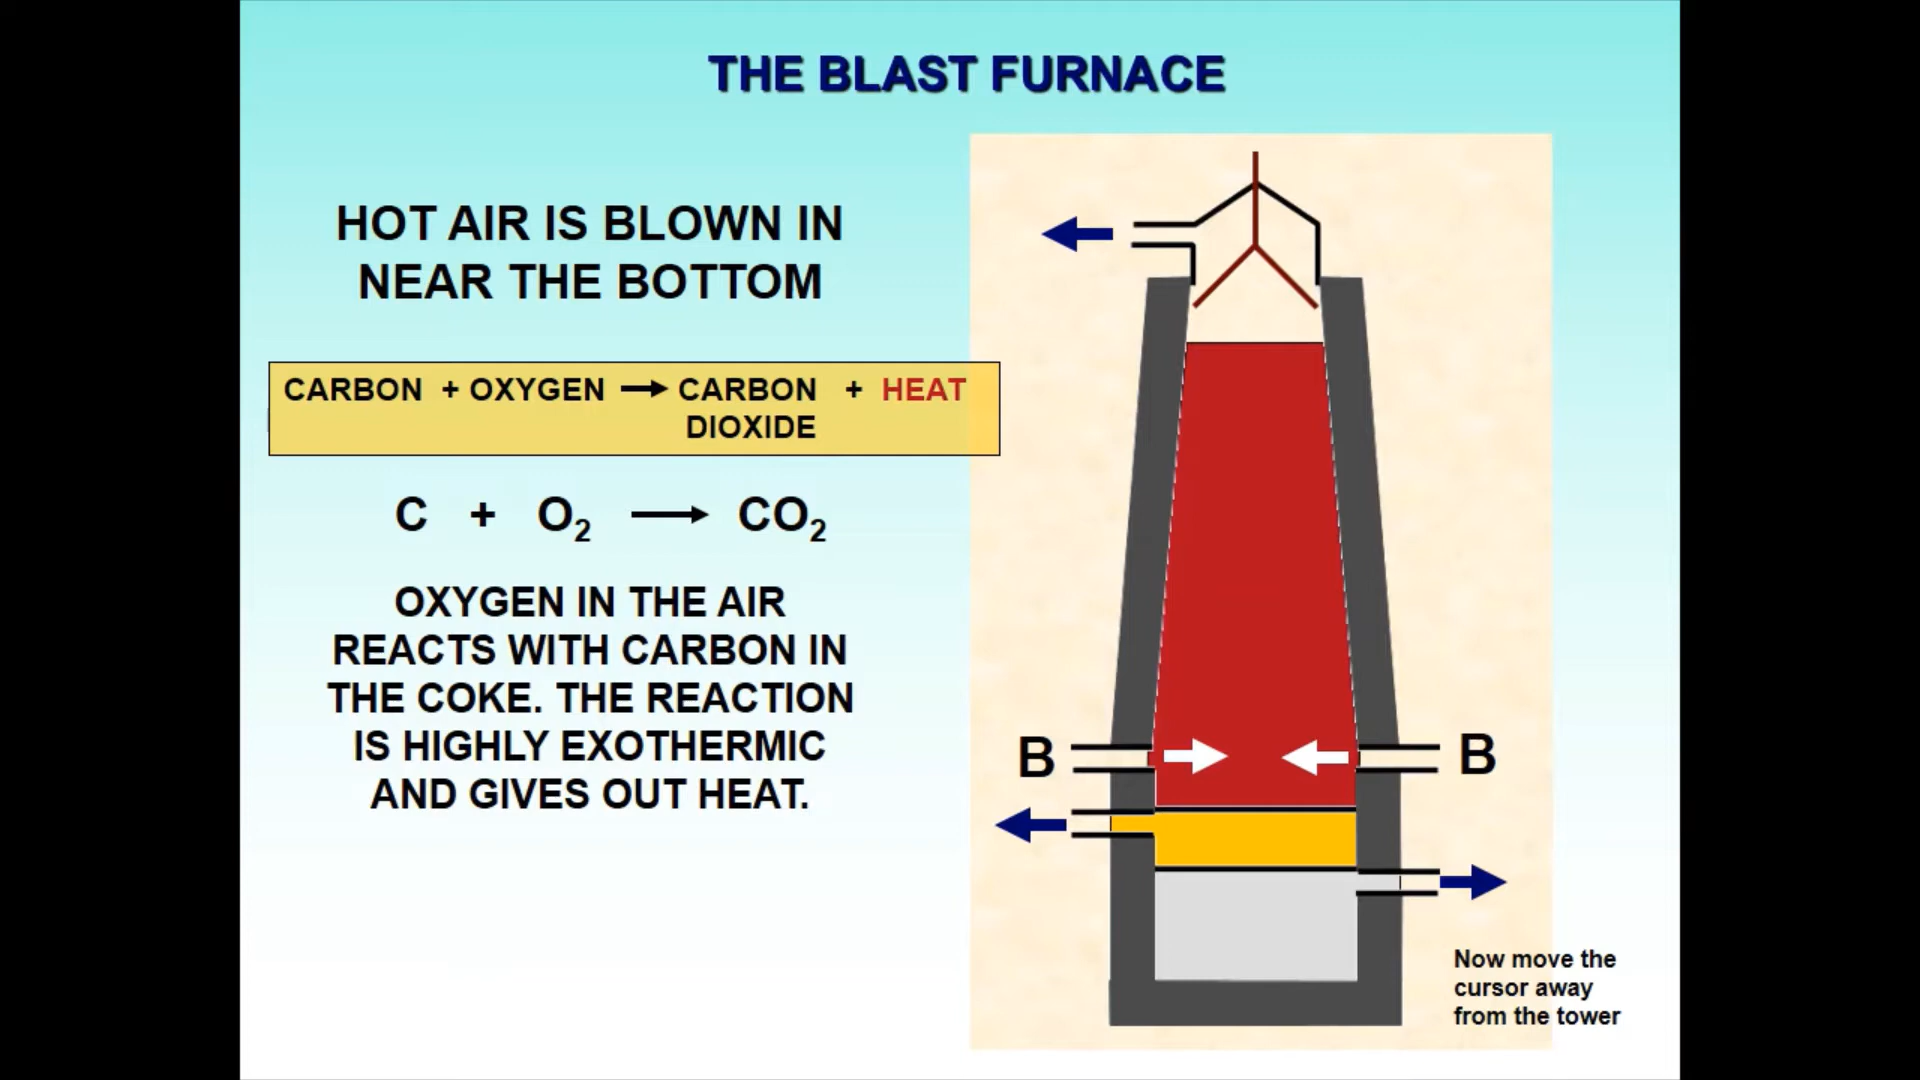 THE BLAST FURNACE
HOT AIR IS BLOWN IN
NEAR THE BOTTOM
CARBON + OXYGEN → CARBON + HEAT
DIOXIDE
C + O₂ → CO₂
OXYGEN IN THE AIR
REACTS WITH CARBON IN
THE COKE. THE REACTION
IS HIGHLY EXOTHERMIC
AND GIVES OUT HEAT.
B B
Now move the
cursor away
from the tower